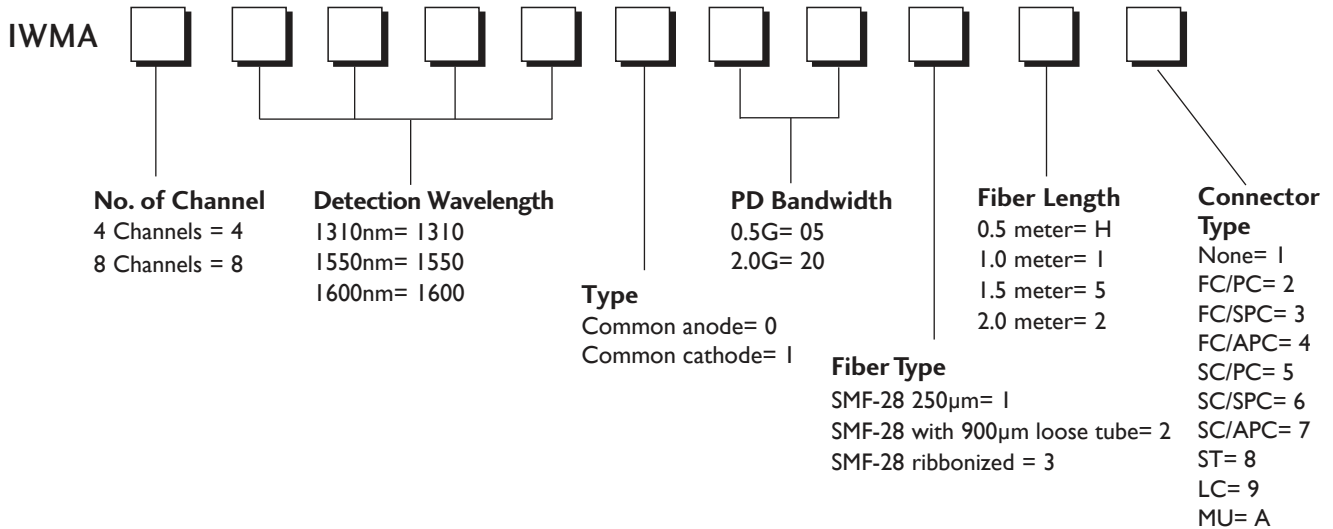 IWMA
No. of Channel
4 Channels = 4
8 Channels = 8
Detection Wavelength
1310nm= 1310
1550nm= 1550
1600nm= 1600
Type
Common anode= 0
Common cathode= 1
PD Bandwidth
0.5G= 05
2.0G= 20
Fiber Type
SMF-28 250µm= 1
SMF-28 with 900µm loose tube= 2
SMF-28 ribbonized = 3
Fiber Length
0.5 meter= H
1.0 meter= 1
1.5 meter= 5
2.0 meter= 2
Connector
Type
None= 1
FC/PC= 2
FC/SPC= 3
FC/APC= 4
SC/PC= 5
SC/SPC= 6
SC/APC= 7
ST= 8
LC= 9
MU= A